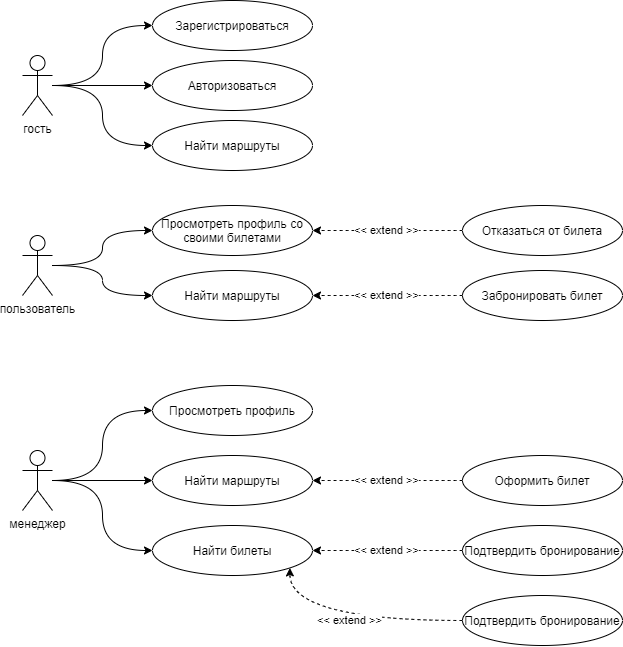 Зарегистрироваться
Авторизоваться
гость
Найти маршруты
Просмотреть профиль со
своими билетами
<< extend >>
Отказаться от билета
пользователь
Найти маршруты
<< extend >>
Забронировать билет
Просмотреть профиль
Найти маршруты
<< extend >>
Оформить билет
менеджер
Найти билеты
<< extend >>
Подтвердить бронирование
<< extend >>
Подтвердить бронирование